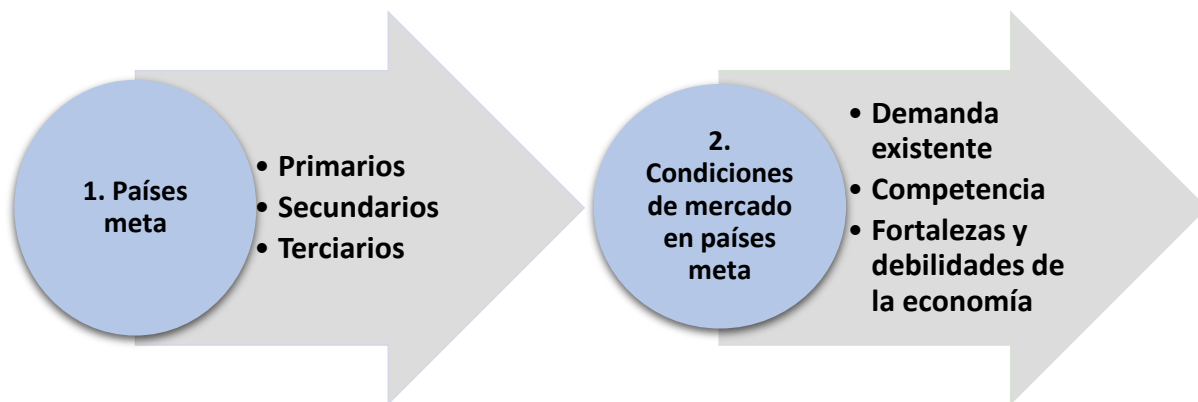 1. Países
meta
• Primarios
• Secundarios
• Terciarios
2.
Condiciones
de mercado
en países
meta
• Demanda
existente
• Competencia
• Fortalezas y
debilidades de
la economía